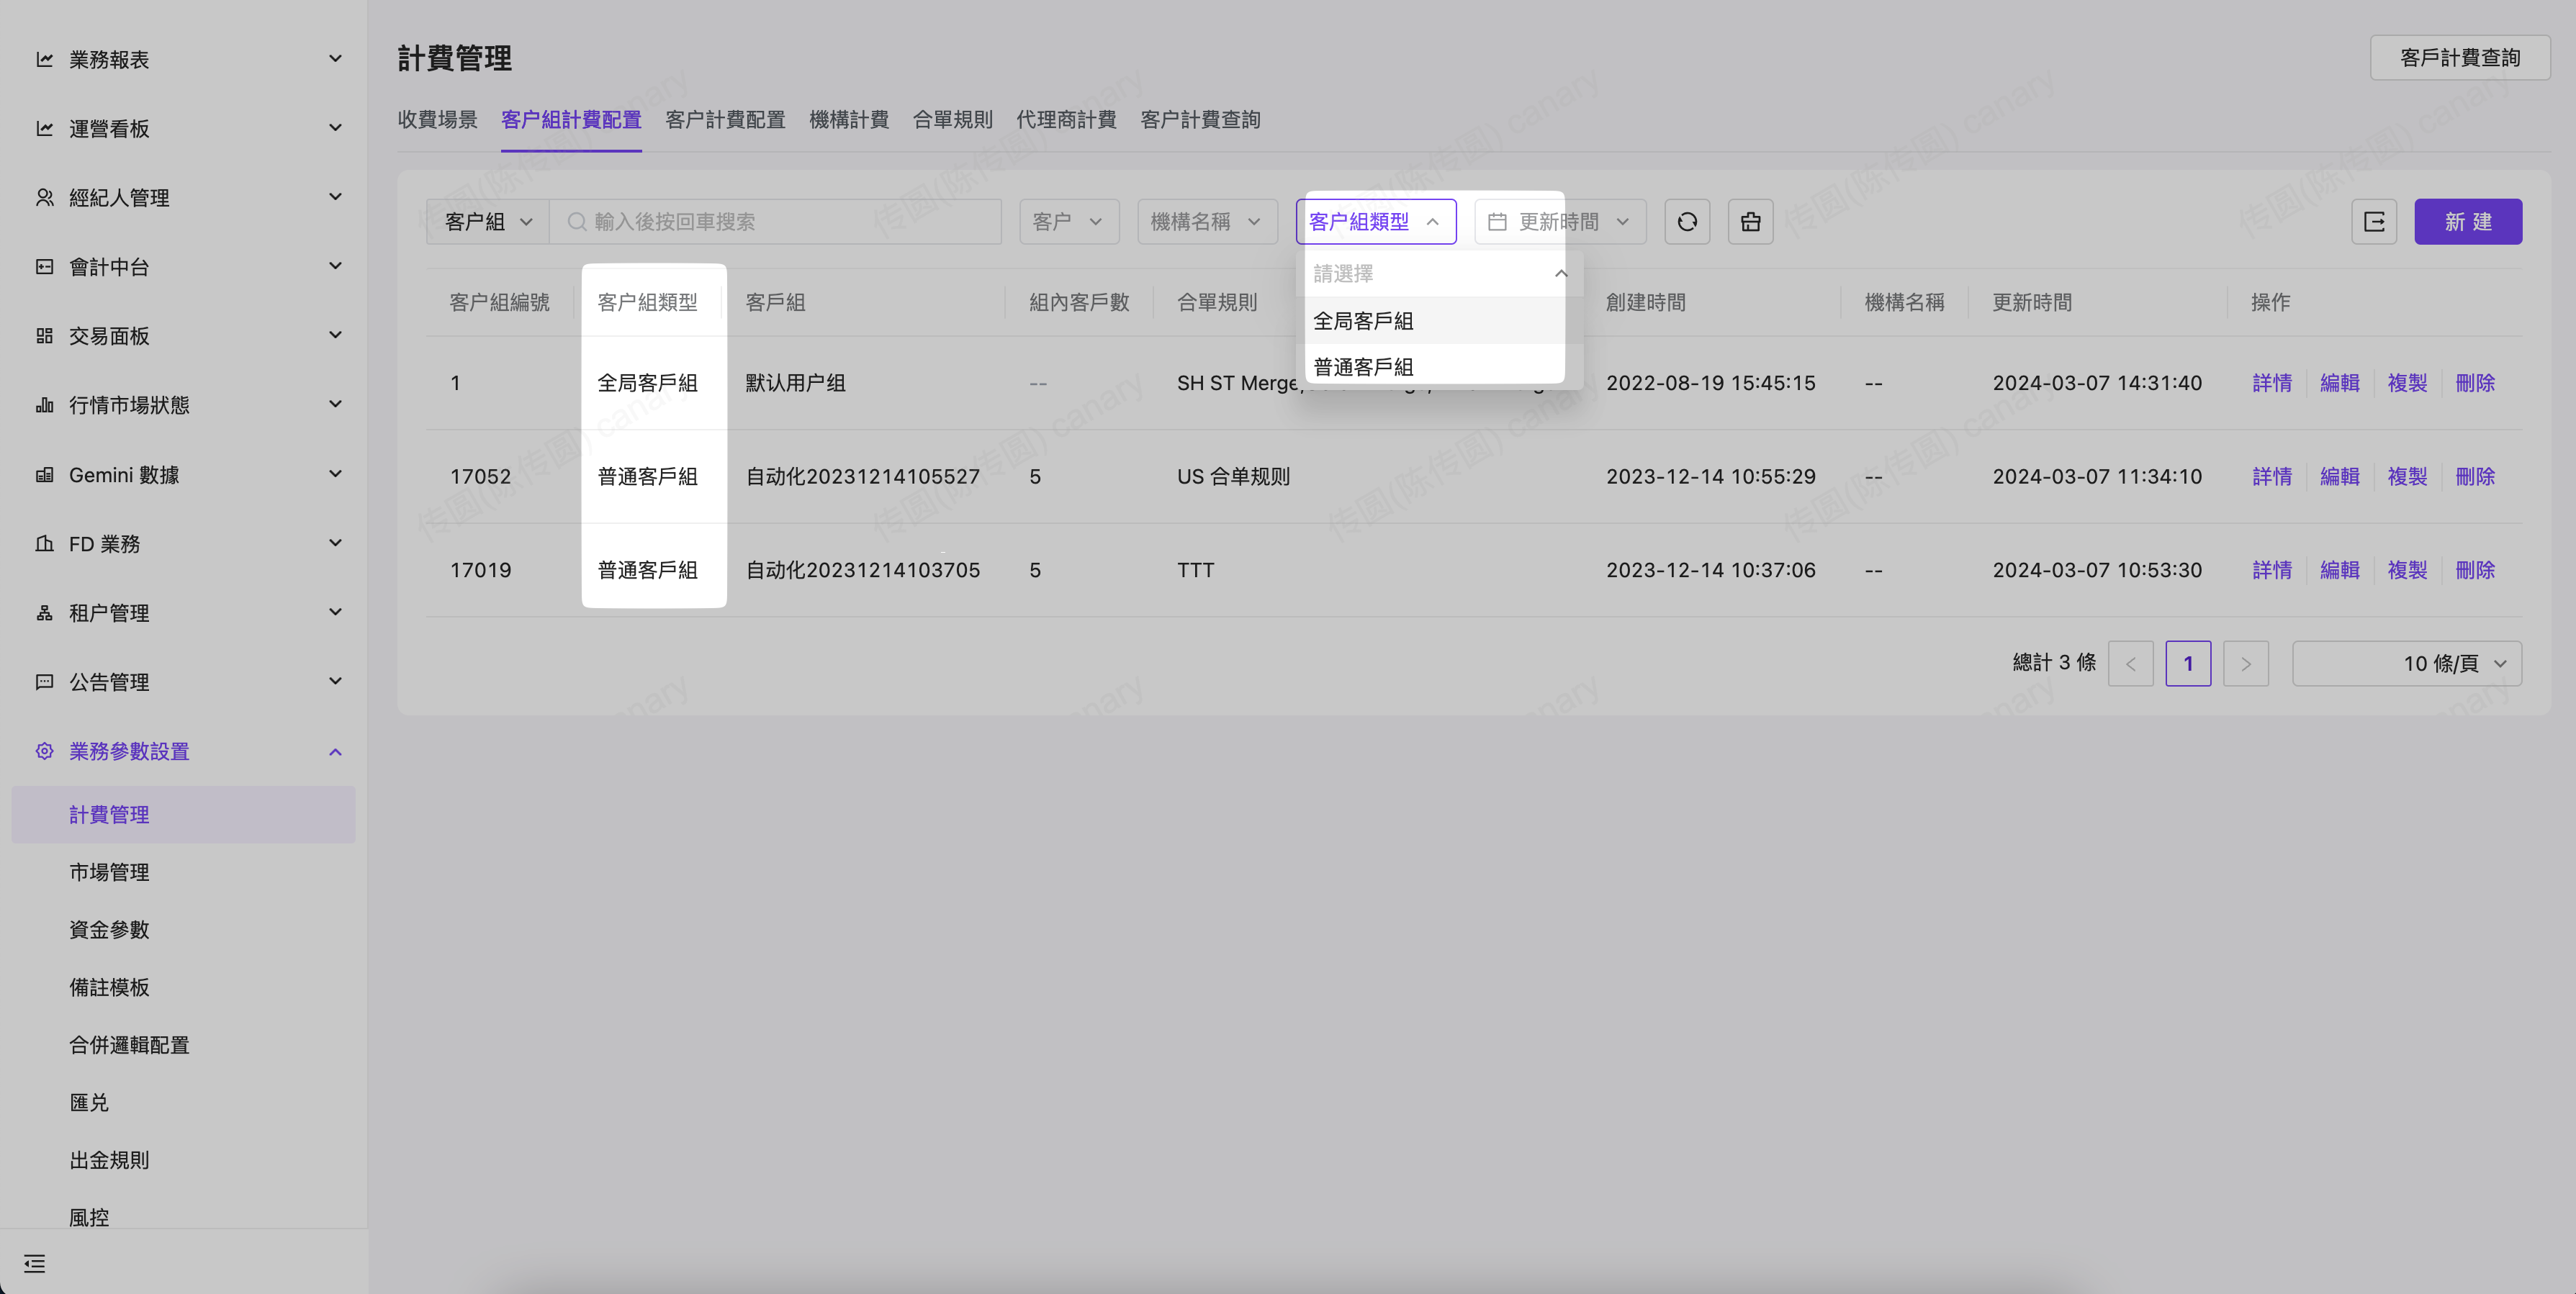 業務報表
運營看板
經紀人管理
會計中台
交易面板
行情市場狀態
Gemini 數據
FD 業務
租户管理
公告管理
業務參數設置
計費管理
市場管理
資金參數
備註模板
合併邏輯配置
匯兑
出金規則
風控
計費管理
客戶計費查詢
收費場景 客户組計費配置 客户計費配置 機構計費 合單規則 代理商計費 客户計費查詢
客户組 輸入後按回車搜索 客户 機構名稱 客户組類型 更新時間 新 建
請選擇
全局客戶組
普通客戶組
客户組編號 客户組類型 客戶組 組內客戶數 合單規則 創建時間 機構名稱 更新時間 操作
1 全局客戶組 默认用户组 -- SH ST Merge, 2022-08-19 15:45:15 -- 2024-03-07 14:31:40 詳情 編輯 複製 刪除
17052 普通客戶組 自动化20231214105527 5 US 合单规则 2023-12-14 10:55:29 -- 2024-03-07 11:34:10 詳情 編輯 複製 刪除
17019 普通客戶組 自动化20231214103705 5 TTT 2023-12-14 10:37:06 -- 2024-03-07 10:53:30 詳情 編輯 複製 刪除
總計 3 條 1 10 條/頁
传圆(陈传圆) canary